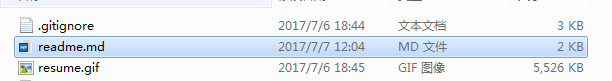 .gitignore 2017/7/6 18:44 文本文档 3 KB
readme.md 2017/7/7 12:04 MD 文件 2 KB
resume.gif 2017/7/6 18:45 GIF 图像 5,526 KB